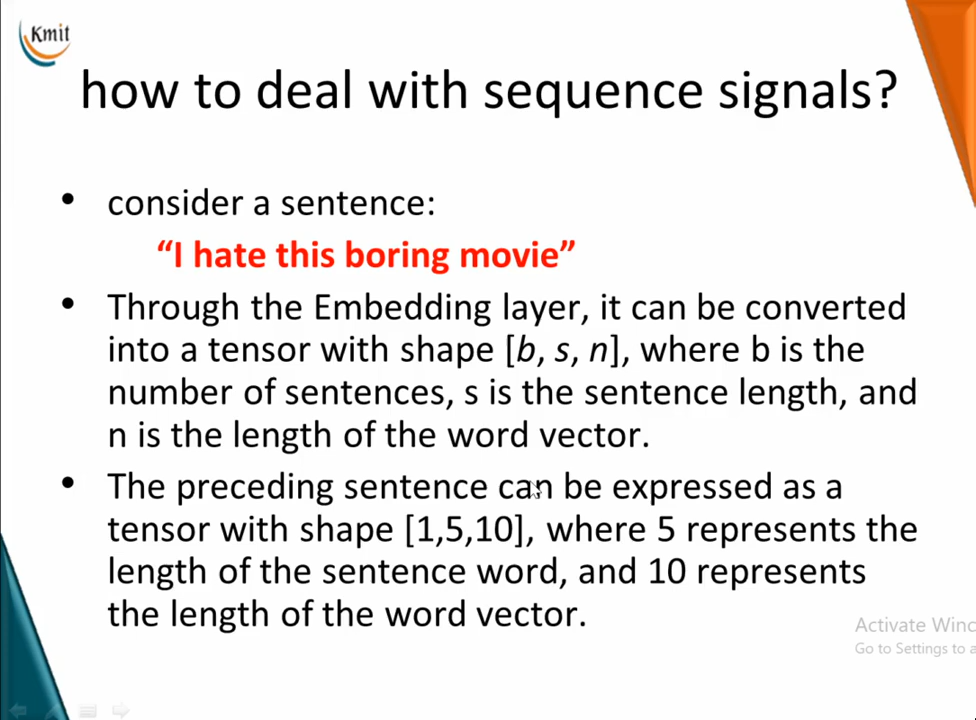 Kmit
how to deal with sequence signals?
• consider a sentence:
“I hate this boring movie”
• Through the Embedding layer, it can be converted
into a tensor with shape [b, s, n], where b is the
number of sentences, s is the sentence length, and
n is the length of the word vector.
• The preceding sentence can be expressed as a
tensor with shape [1,5,10], where 5 represents the
length of the sentence word, and 10 represents
the length of the word vector.
Activate Winc
Go to Settings to a